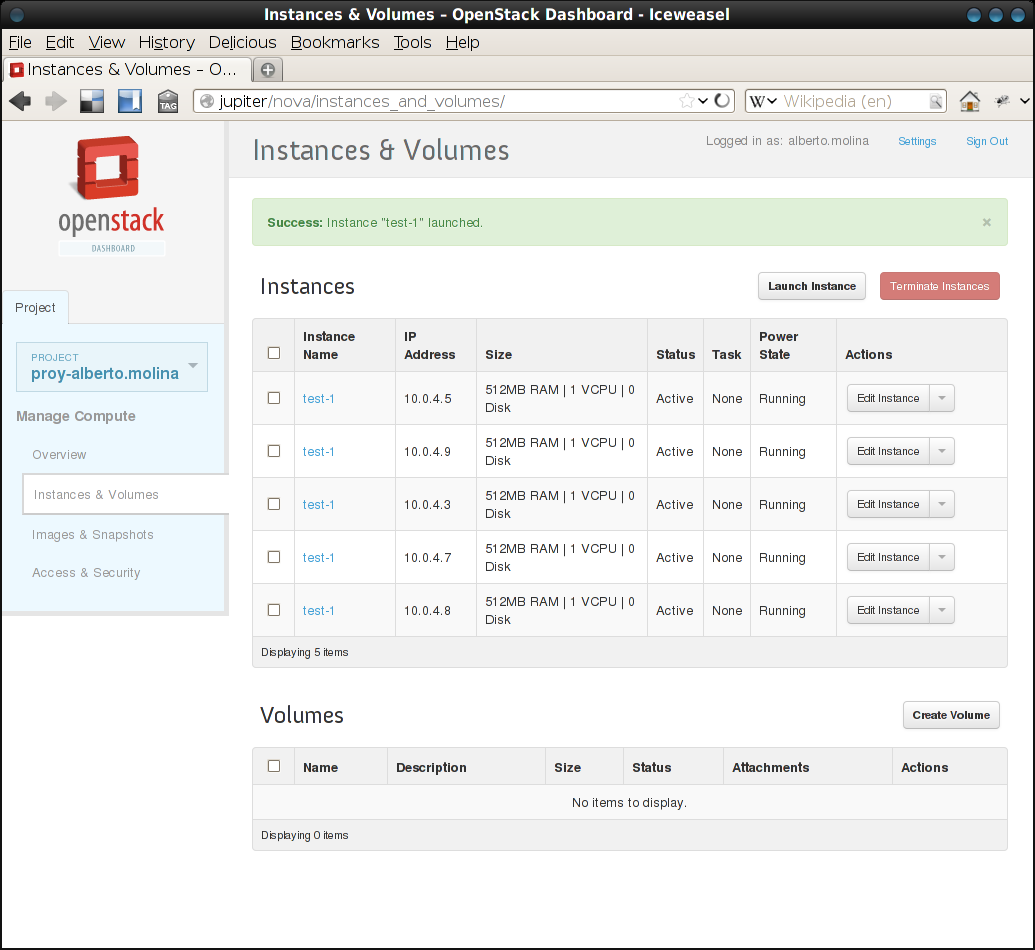 Instances & Volumes - OpenStack Dashboard - Iceweasel
File Edit View History Delicious Bookmarks Tools Help
Instances & Volumes - O...
TAG
jupiter/nova/instances_and_volumes/
W Wikipedia (en)
openstack
DASHBOARD
Project
PROJECT
proy-alberto.molina
Manage Compute
Overview
Instances & Volumes
Images & Snapshots
Access & Security
Instances & Volumes
Logged in as: alberto.molina Settings Sign Out
Success: Instance "test-1" launched. ×
Instances Launch Instance Terminate Instances
Instance Name IP Address Size Status Task Power State Actions
test-1 10.0.4.5 512MB RAM | 1 VCPU | 0 Disk Active None Running Edit Instance
test-1 10.0.4.9 512MB RAM | 1 VCPU | 0 Disk Active None Running Edit Instance
test-1 10.0.4.3 512MB RAM | 1 VCPU | 0 Disk Active None Running Edit Instance
test-1 10.0.4.7 512MB RAM | 1 VCPU | 0 Disk Active None Running Edit Instance
test-1 10.0.4.8 512MB RAM | 1 VCPU | 0 Disk Active None Running Edit Instance
Displaying 5 items
Volumes Create Volume
Name Description Size Status Attachments Actions
No items to display.
Displaying 0 items